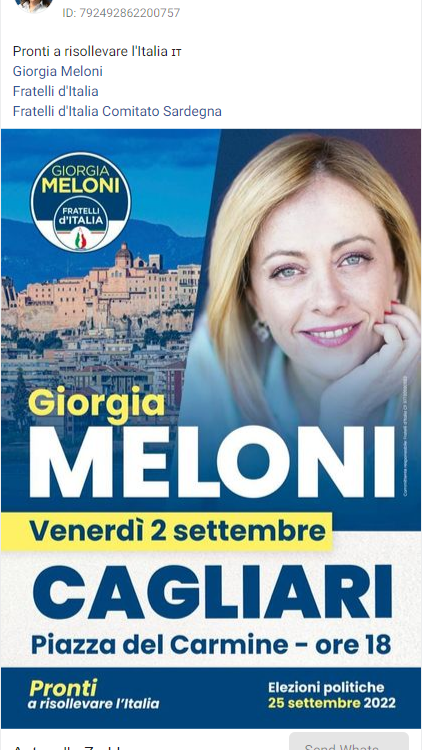 ID: 792492862200757
Pronti a risollevare l'Italia IT
Giorgia Meloni
Fratelli d'Italia
Fratelli d'Italia Comitato Sardegna
GIORGIA
MELONI
FRATELLI
d'ITALIA
Giorgia
MELONI
Venerdì 2 settembre
CAGLIARI
Piazza del Carmine – ore 18
Pronti
a risollevare l'Italia
Elezioni politiche
25 settembre 2022